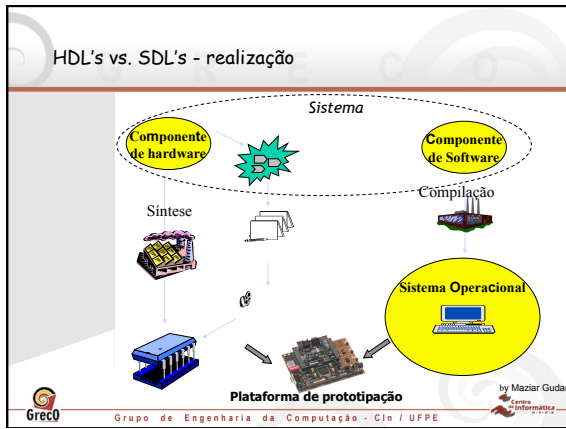 HDL's vs. SDL's - realização
G R E C O
Sistema
Componente
de hardware
Componente
de Software
Síntese
Compilação
Sistema Operacional
Plataforma de prototipação
by Maziar Gudar
GrecO
Grupo de Engenharia da Computação - CIn / UFPE
Centro
de Informática
U F P E